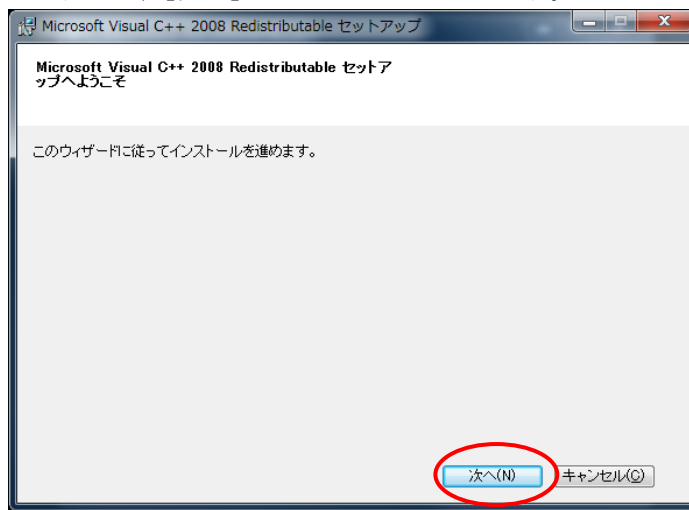 Microsoft Visual C++ 2008 Redistributable セットアップ
Microsoft Visual C++ 2008 Redistributable セットア
ップへようこそ
このウィザードに従ってインストールを進めます。
次へ(N)
キャンセル(C)